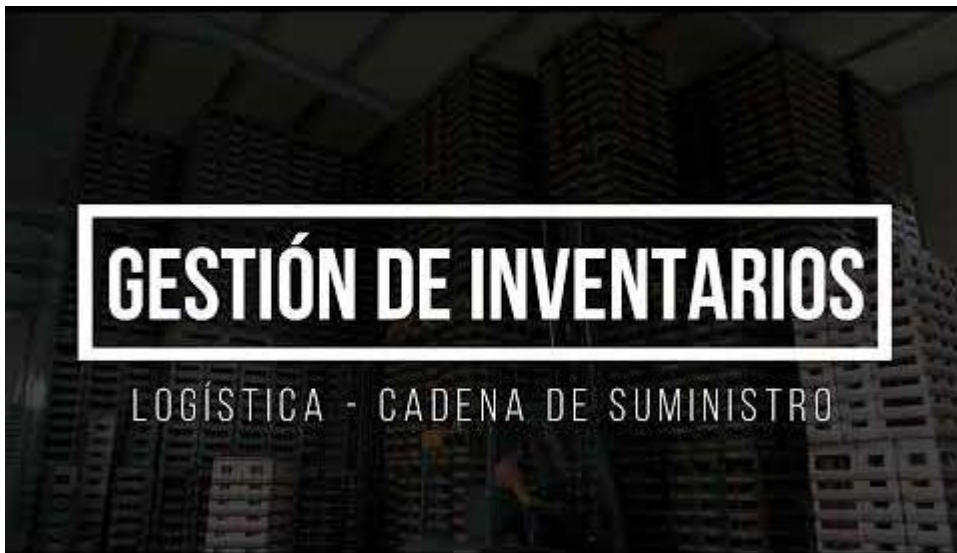 GESTIÓN DE INVENTARIOS
LOGÍSTICA - CADENA DE SUMINISTRO